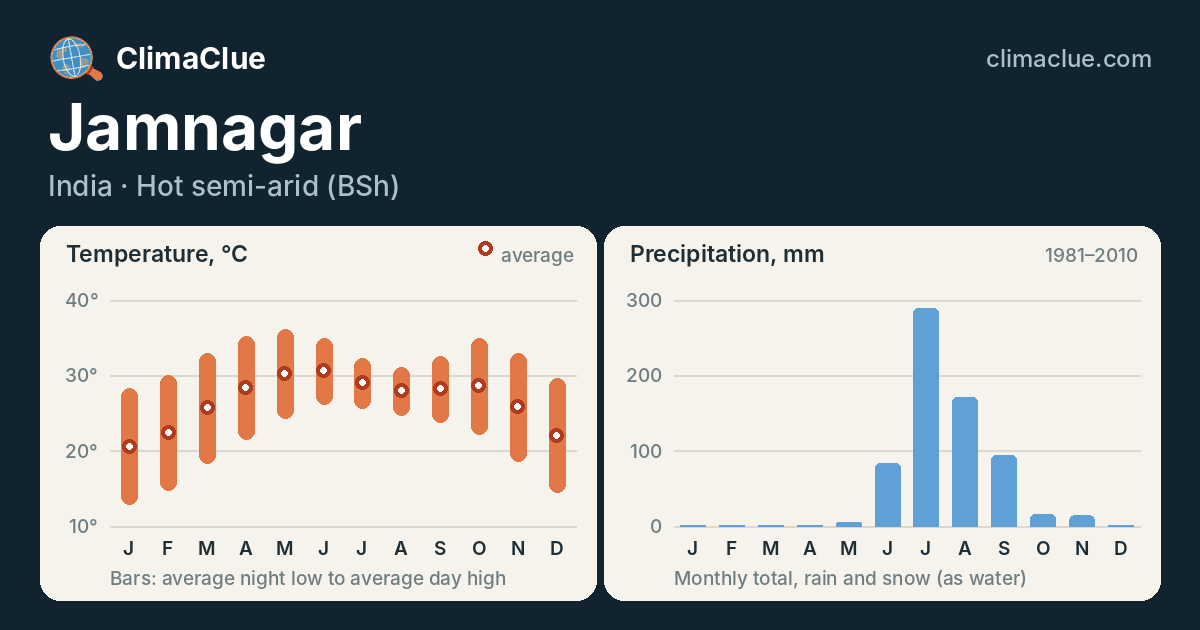 ClimaClue
climaclue.com
Jamnagar
India · Hot semi-arid (BSh)
Temperature, °C
average
40°
30°
20°
10°
J F M A M J J A S O N D
Bars: average night low to average day high
Precipitation, mm
1981–2010
300
200
100
0
J F M A M J J A S O N D
Monthly total, rain and snow (as water)